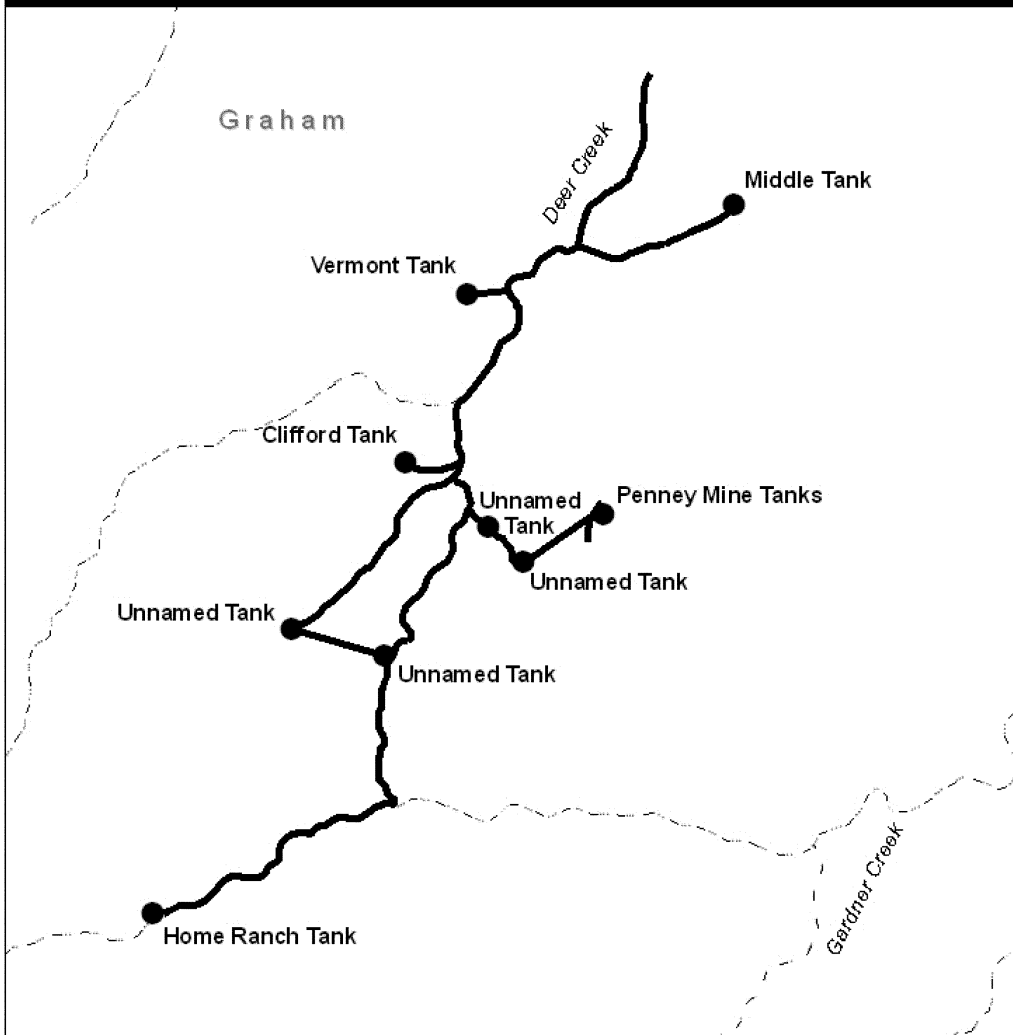 Graham
Deer Creek
Middle Tank
Vermont Tank
Clifford Tank
Unnamed
Tank
Penney Mine Tanks
Unnamed Tank
Unnamed Tank
Unnamed Tank
Gardner Creek
Home Ranch Tank